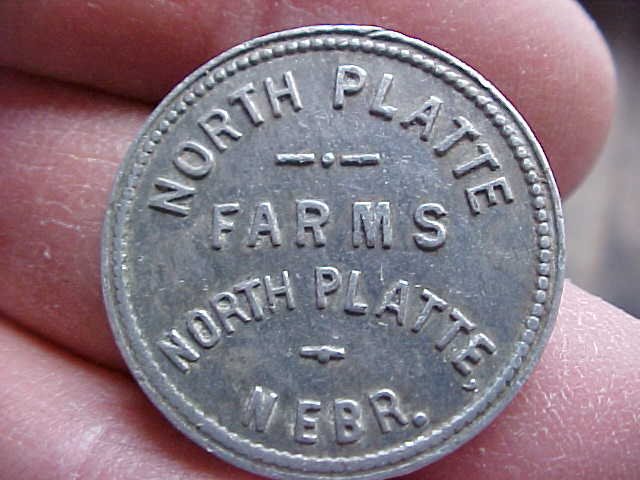 NORTH PLATTE
FARMS
NORTH PLATTE,
NEBR.